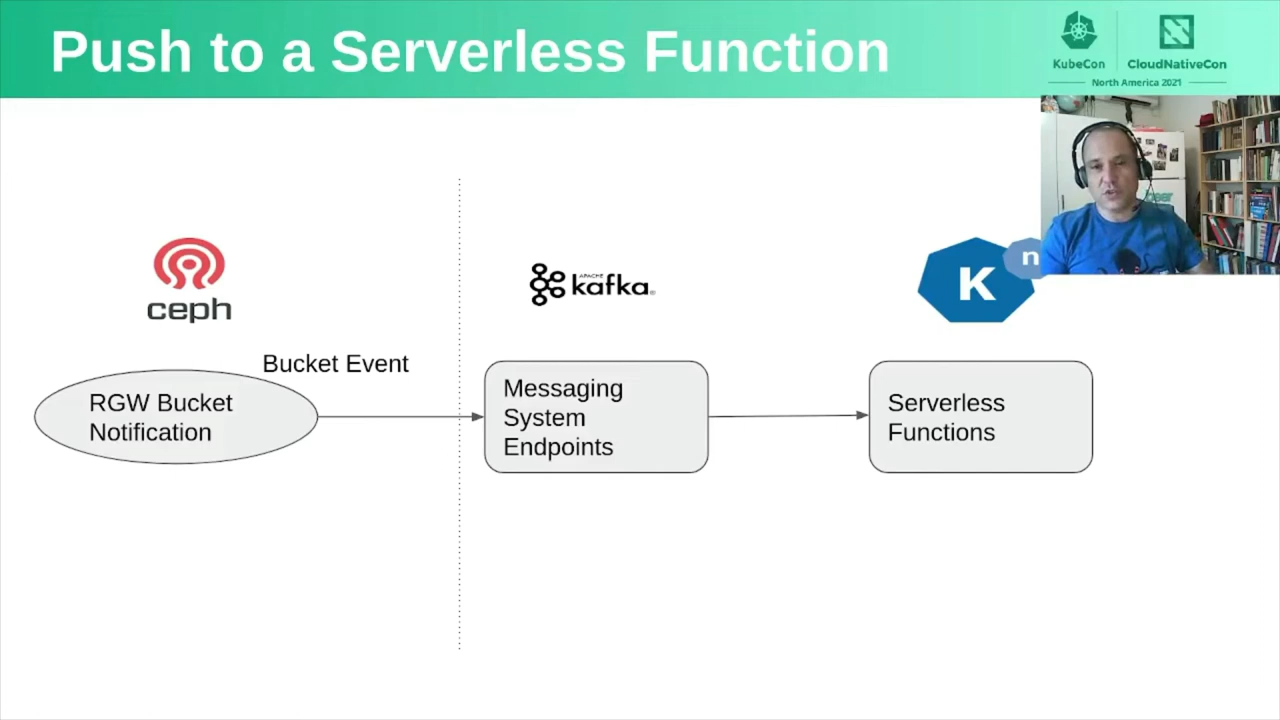 Push to a Serverless Function
KubeCon
CloudNativeCon
North America 2021
ceph
APACHE
kafka
K
n
Bucket Event
RGW Bucket
Notification
Messaging
System
Endpoints
Serverless
Functions